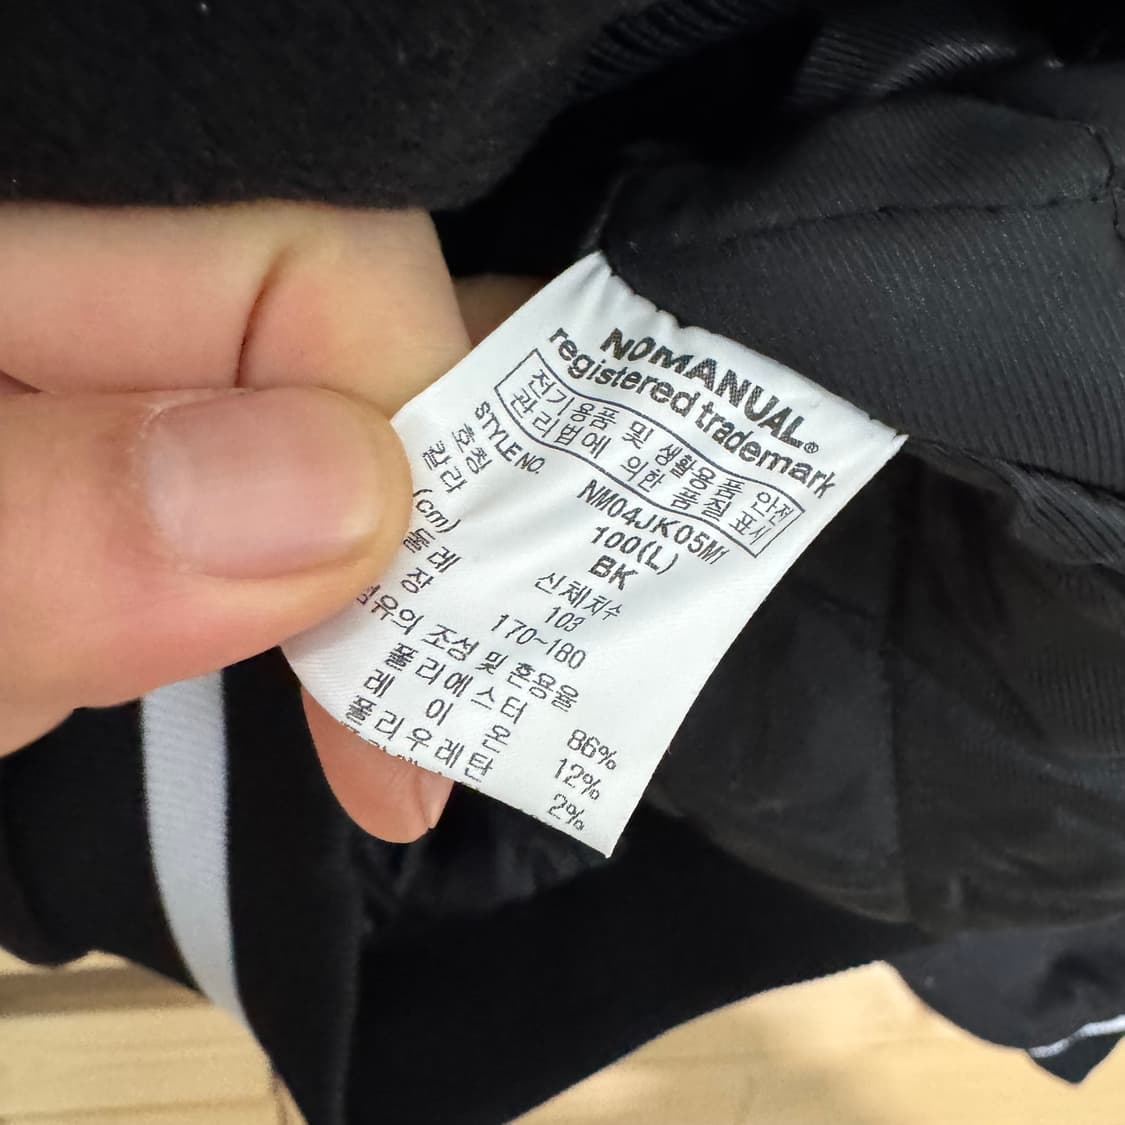 NOMANUAL®
registered trademark
전기용품 및 생활용품 안전
관리법에 의한 품질 표시
STYLE NO. NM04JK05M1
호칭 100(L)
칼라 BK
(cm) 신체치수
둘레 103
장 170~180
섬유의 조성 및 혼용율
폴리에스터 86%
레이온 12%
폴리우레탄 2%